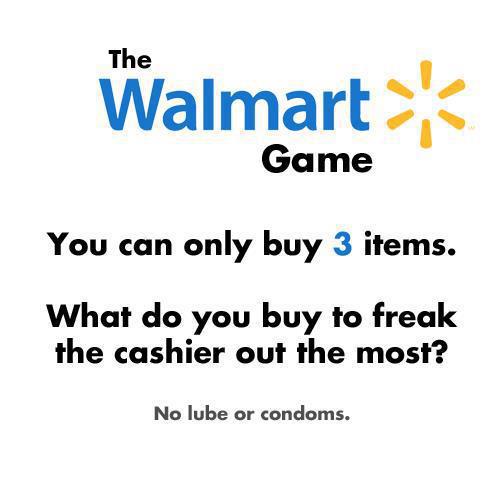 The
Walmart
Game
You can only buy 3 items.
What do you buy to freak
the cashier out the most?
No lube or condoms.